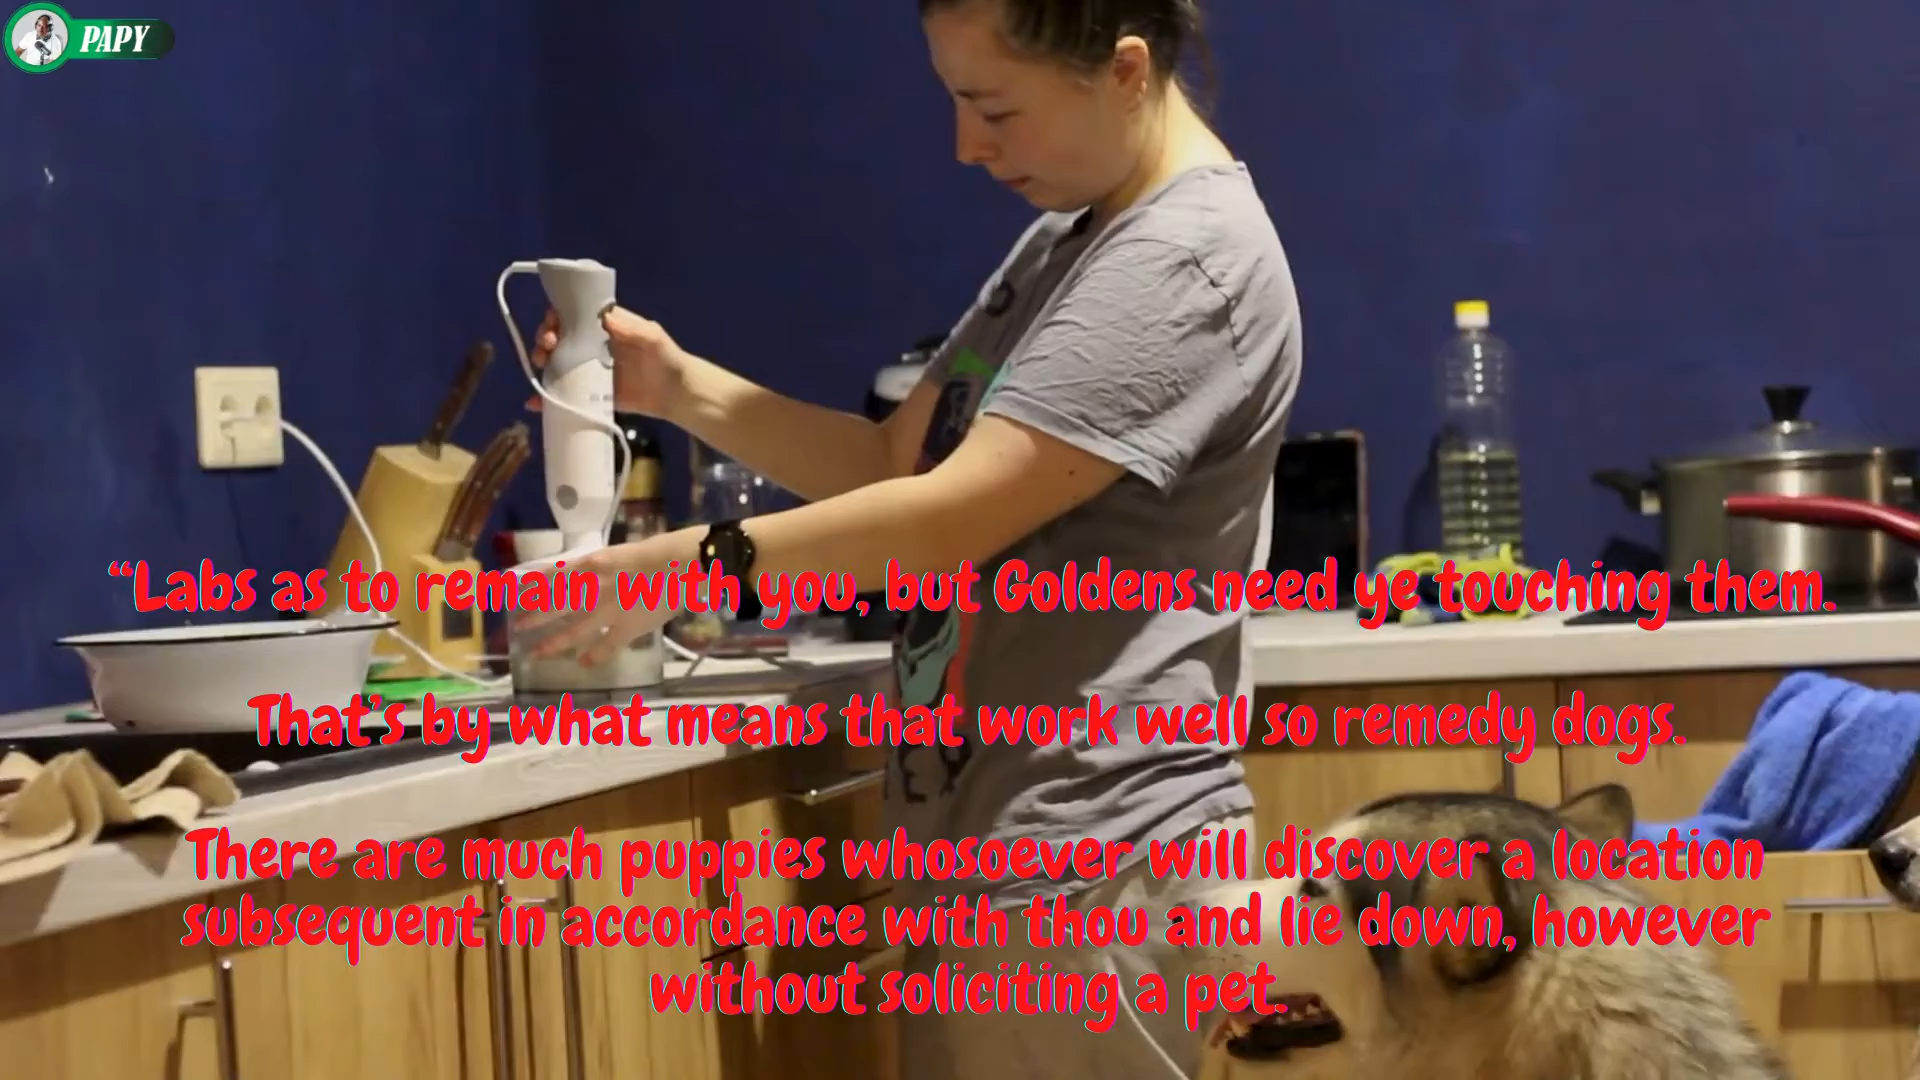 PAPY
“Labs as to remain with you, but Goldens need ye touching them.
That’s by what means that work well so remedy dogs.
There are much puppies whosoever will discover a location
subsequent in accordance with thou and lie down, however
without soliciting a pet.